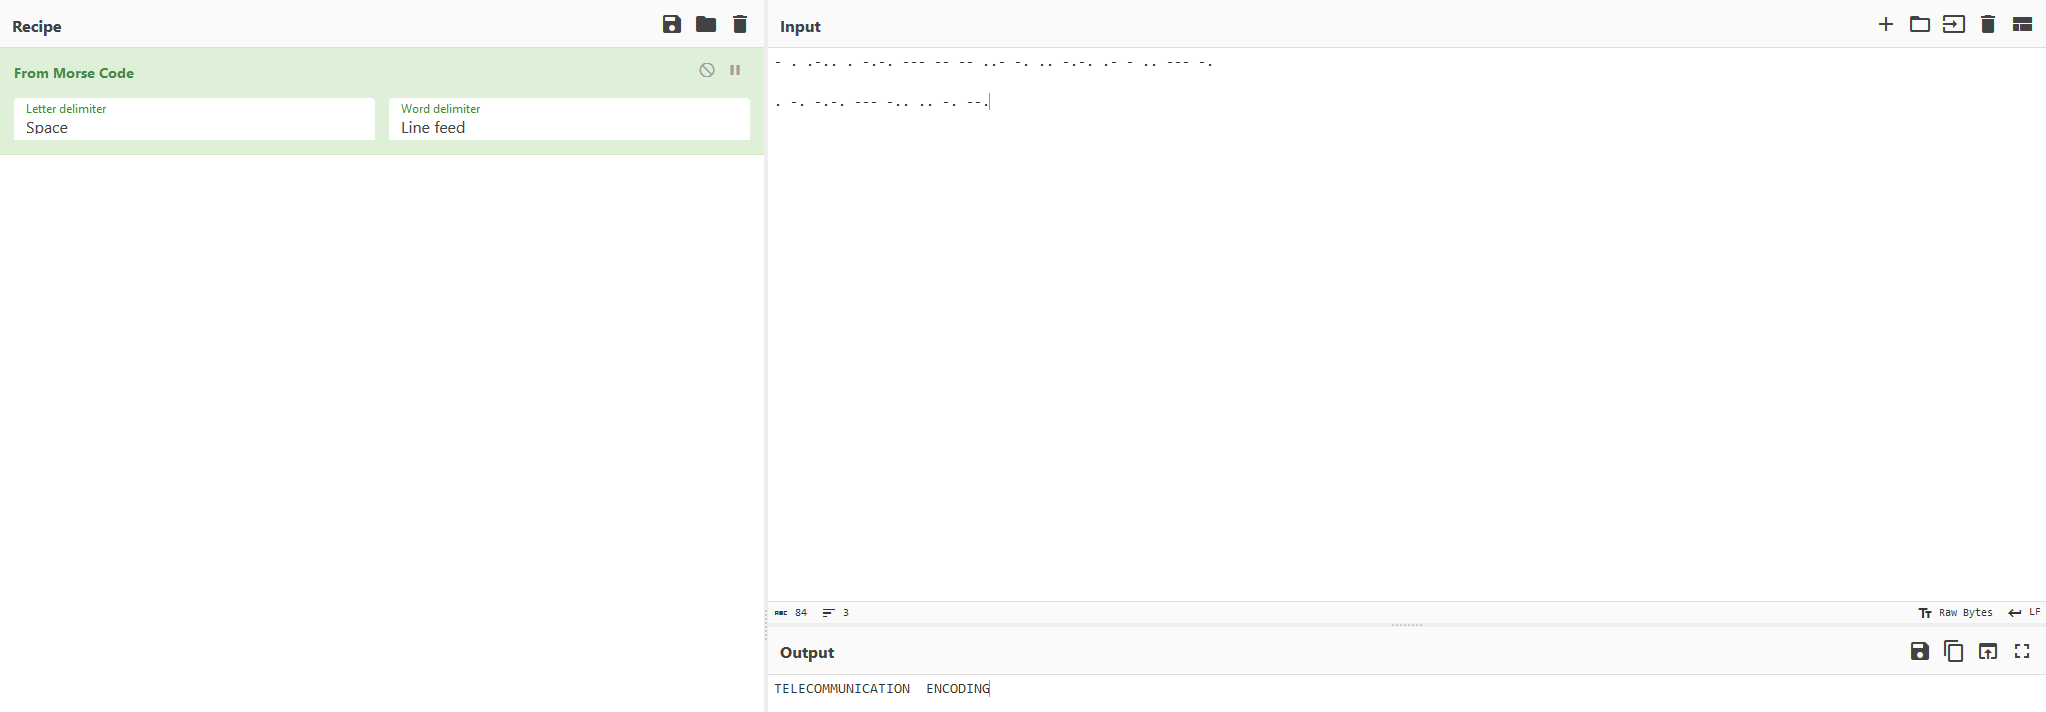 Recipe
From Morse Code
Letter delimiter
Space
Word delimiter
Line feed
Input
- . .-.. . -.-. --- -- -- ..- -. .. -.-. .- - .. --- -.
. -. -.-. --- -.. .. -. --.
ABC 84 3
Tт Raw Bytes LF
Output
TELECOMMUNICATION  ENCODING